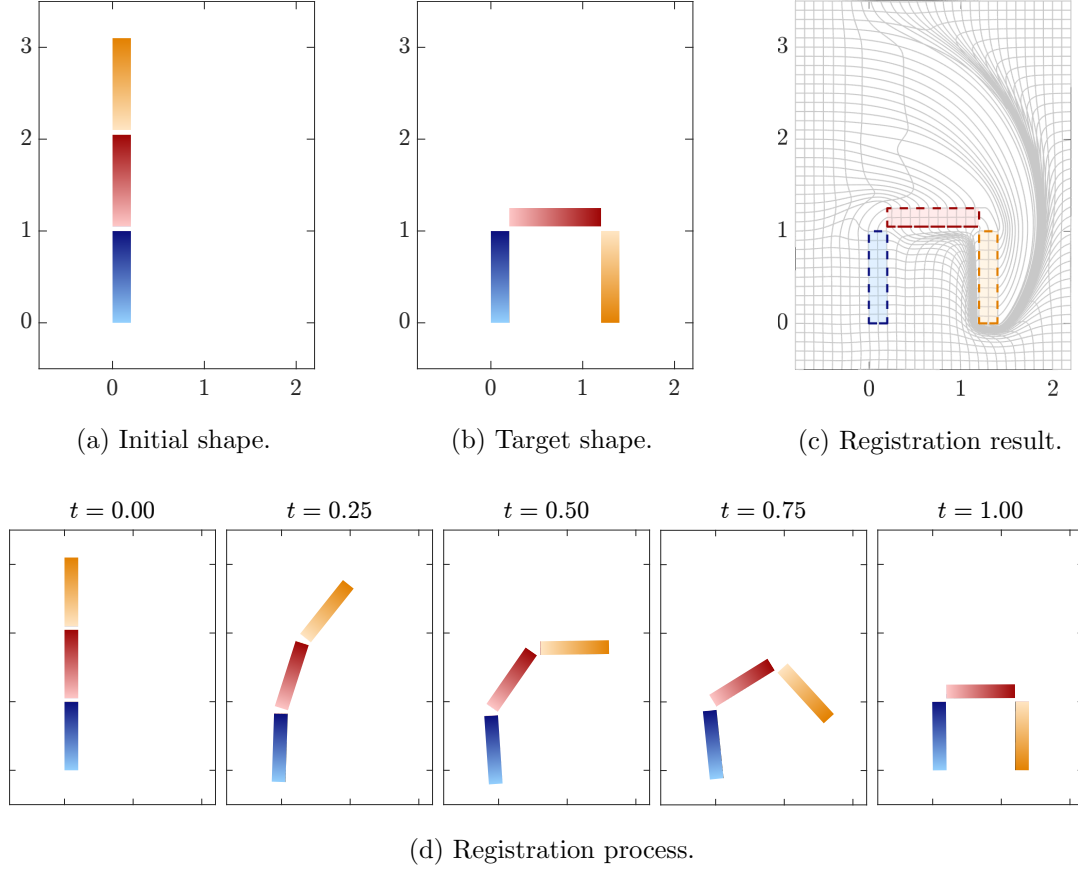 3
2
1
0
0 1 2
3
2
1
0
0 1 2
3
2
1
0
0 1 2
(a) Initial shape.
(b) Target shape.
(c) Registration result.
t = 0.00
t = 0.25
t = 0.50
t = 0.75
t = 1.00
(d) Registration process.